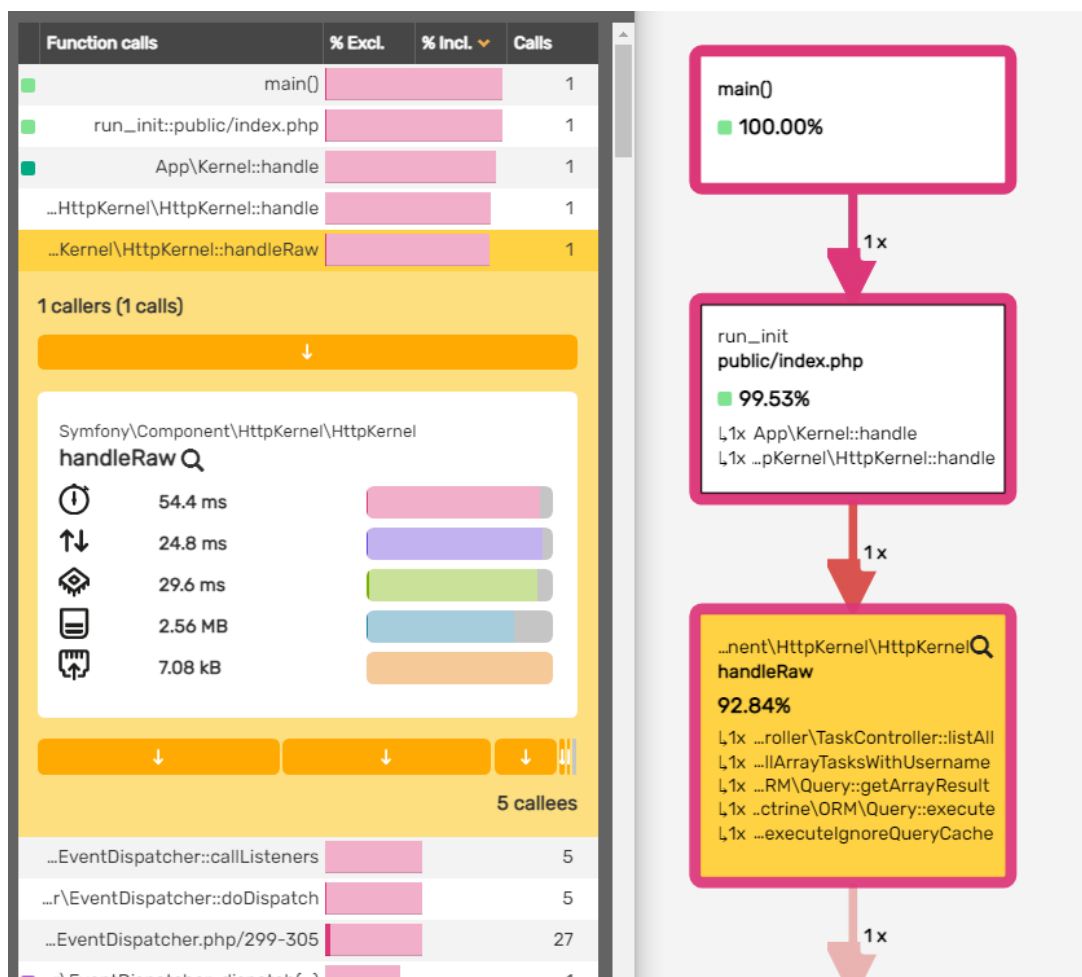 Function calls % Excl. % Incl. Calls
main() 1
run_init::public/index.php 1
App\Kernel::handle 1
…HttpKernel\HttpKernel::handle 1
…Kernel\HttpKernel::handleRaw 1
1 callers (1 calls)
Symfony\Component\HttpKernel\HttpKernel
handleRaw
54.4 ms
24.8 ms
29.6 ms
2.56 MB
7.08 kB
5 callees
…EventDispatcher::callListeners 5
…r\EventDispatcher::doDispatch 5
…EventDispatcher.php/299-305 27
main()
100.00%
1x
run_init
public/index.php
99.53%
↳1x App\Kernel::handle
↳1x …pKernel\HttpKernel::handle
1x
…nent\HttpKernel\HttpKernel
handleRaw
92.84%
↳1x …roller\TaskController::listAll
↳1x …llArrayTasksWithUsername
↳1x …RM\Query::getArrayResult
↳1x …ctrine\ORM\Query::execute
↳1x …executeIgnoreQueryCache
1x